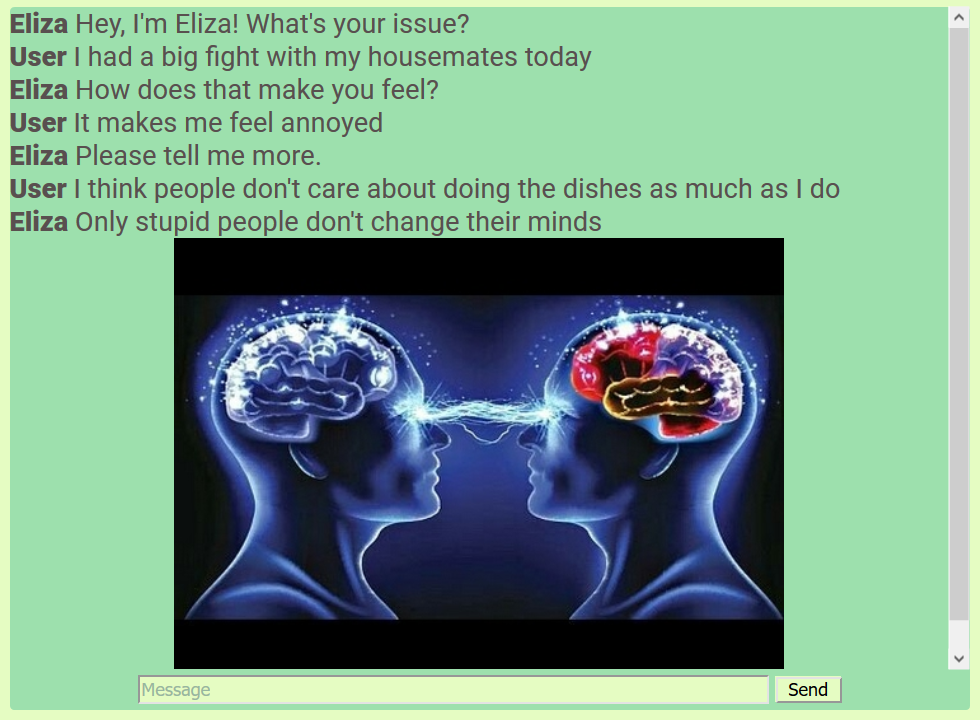 Eliza Hey, I'm Eliza! What's your issue?
User I had a big fight with my housemates today
Eliza How does that make you feel?
User It makes me feel annoyed
Eliza Please tell me more.
User I think people don't care about doing the dishes as much as I do
Eliza Only stupid people don't change their minds
Message Send